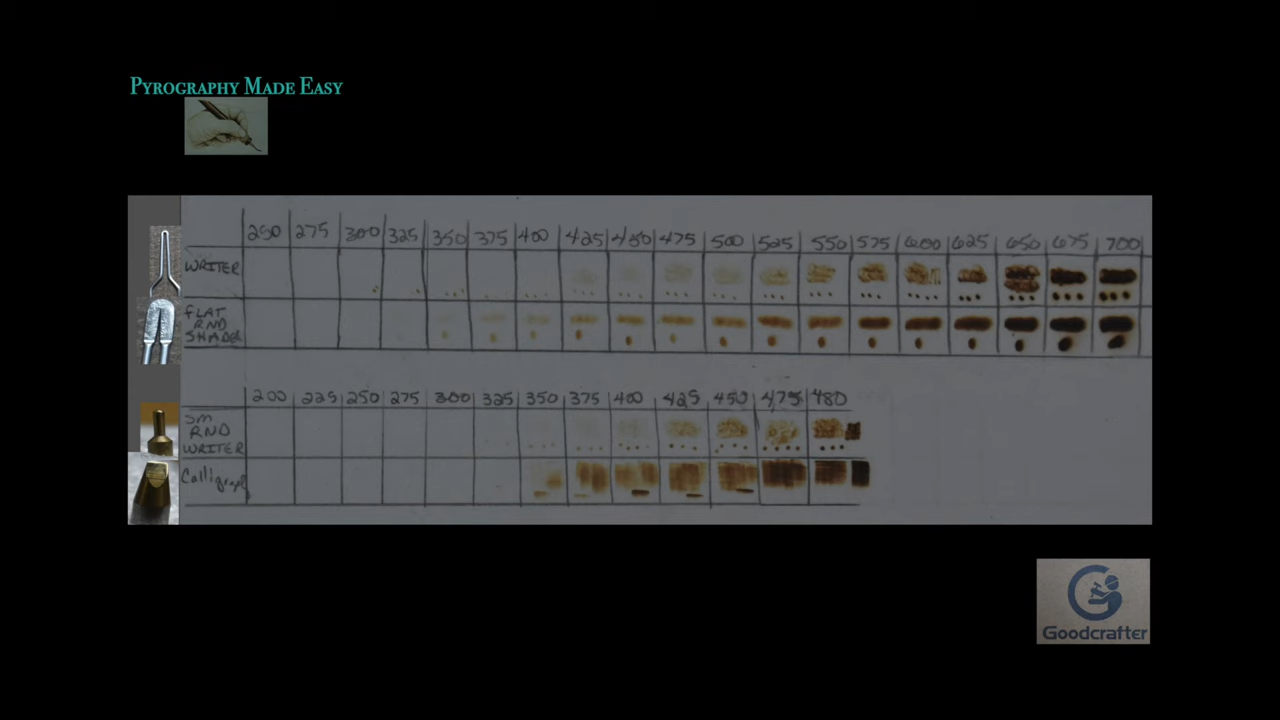 Pyrography Made Easy
250 275 300 325 350 375 400 425 450 475 500 525 550 575 600 625 650 675 700
WRITER
FLAT
RND
SHADER
200 225 250 275 300 325 350 375 400 425 450 475 480
SM
RND
WRITER
Calligraph
Goodcrafter